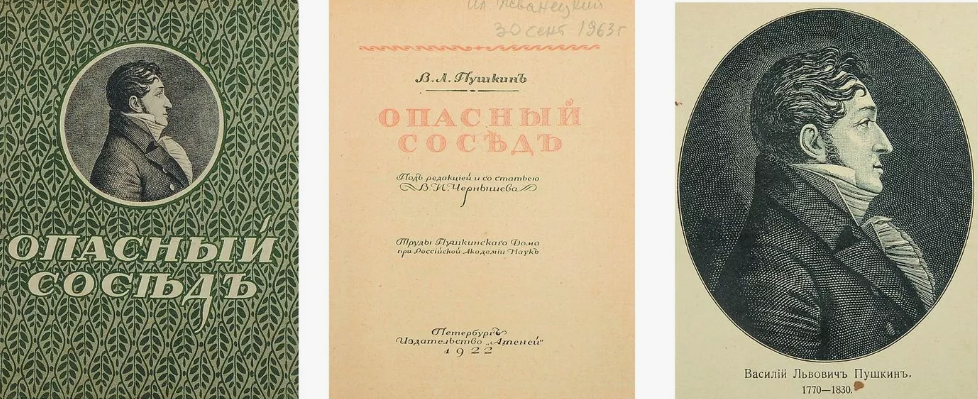 ОПАСНЫЙ
СОСѢДЪ
30 сент 1963г
В.Л. Пушкинъ
ОПАСНЫЙ
СОСѢДЪ
Подъ редакціей и со статьею
В.И. Чернышева
Труды Пушкинскаго Дома
при Россійской Академіи Наукъ
Петербургъ
Издательство „Атеней“
1922
Василій Львовичъ Пушкинъ.
1770—1830.